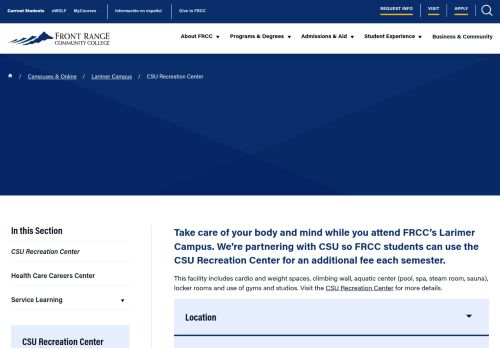 Current Students eWOLF MyCourses Información en español Give to FRCC REQUEST INFO VISIT APPLY
FRONT RANGE
COMMUNITY COLLEGE
About FRCC Programs & Degrees Admissions & Aid Student Experience Business & Community
/ Campuses & Online / Larimer Campus / CSU Recreation Center
In this Section
CSU Recreation Center
Health Care Careers Center
Service Learning
CSU Recreation Center
Take care of your body and mind while you attend FRCC's Larimer
Campus. We're partnering with CSU so FRCC students can use the
CSU Recreation Center for an additional fee each semester.
This facility includes cardio and weight spaces, climbing wall, aquatic center (pool, spa, steam room, sauna),
locker rooms and use of gyms and studios. Visit the CSU Recreation Center for more details.
Location